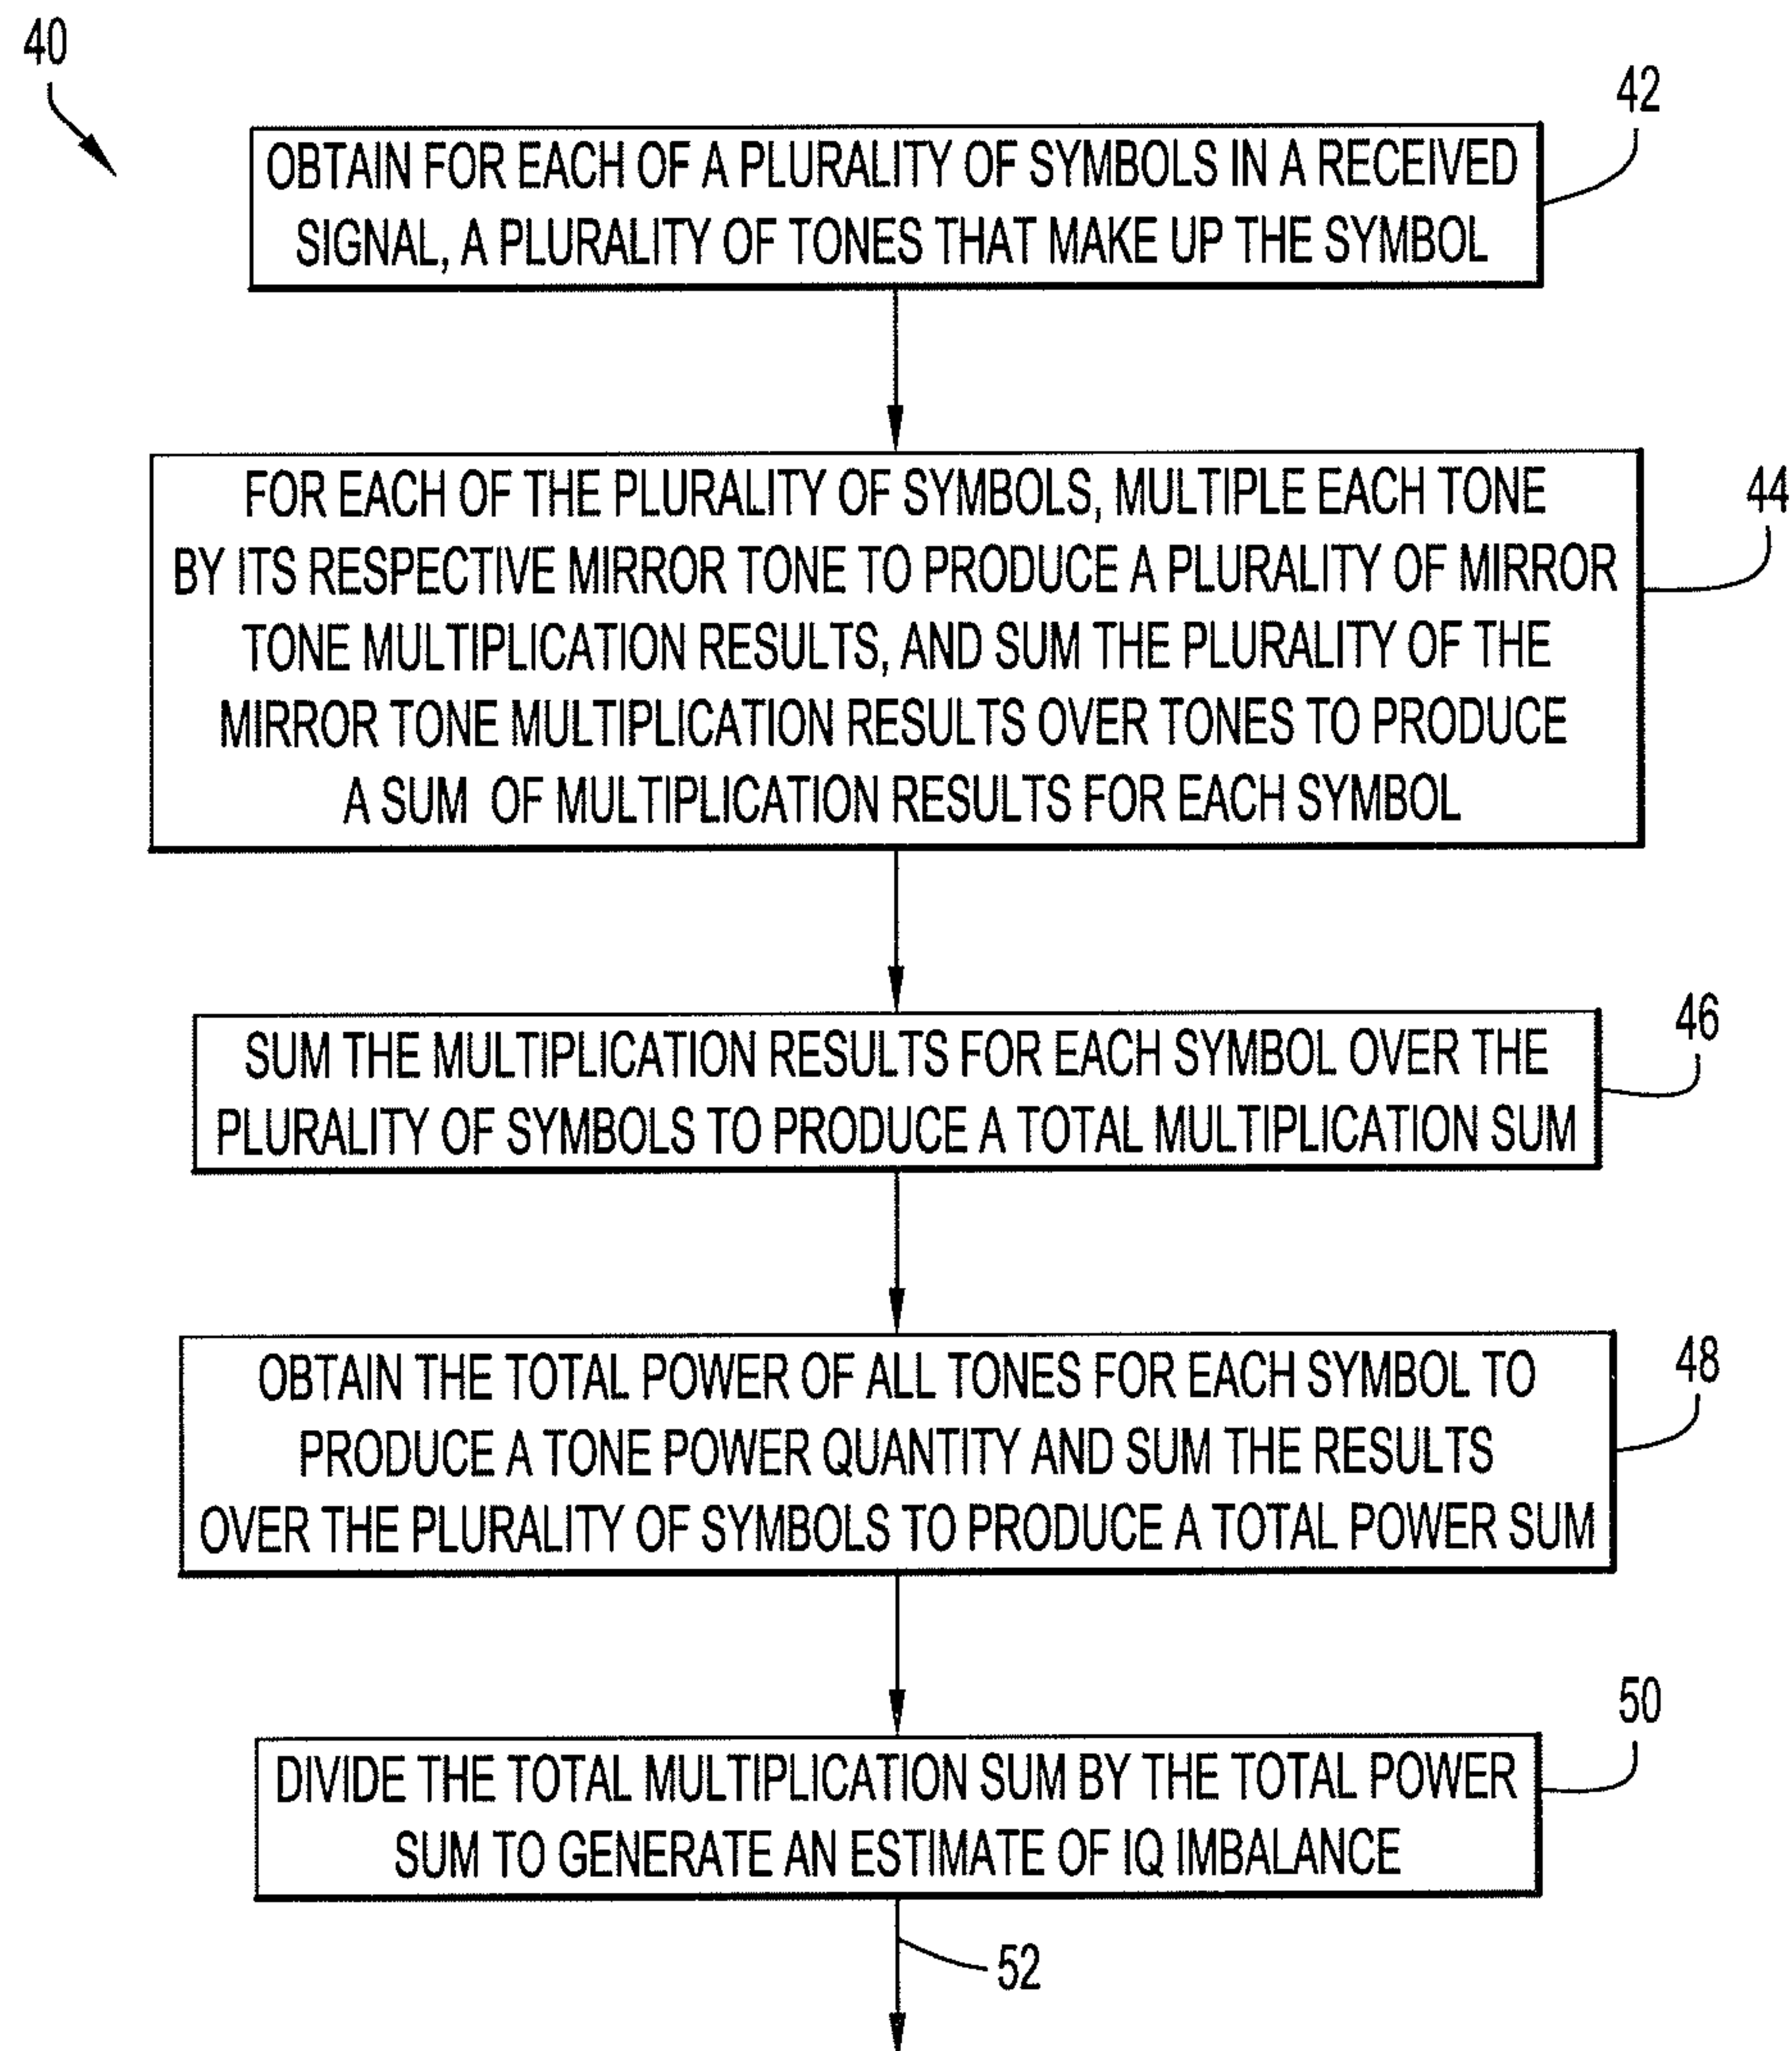 40
42
OBTAIN FOR EACH OF A PLURALITY OF SYMBOLS IN A RECEIVED
SIGNAL, A PLURALITY OF TONES THAT MAKE UP THE SYMBOL
44
FOR EACH OF THE PLURALITY OF SYMBOLS, MULTIPLE EACH TONE
BY ITS RESPECTIVE MIRROR TONE TO PRODUCE A PLURALITY OF MIRROR
TONE MULTIPLICATION RESULTS, AND SUM THE PLURALITY OF THE
MIRROR TONE MULTIPLICATION RESULTS OVER TONES TO PRODUCE
A SUM OF MULTIPLICATION RESULTS FOR EACH SYMBOL
46
SUM THE MULTIPLICATION RESULTS FOR EACH SYMBOL OVER THE
PLURALITY OF SYMBOLS TO PRODUCE A TOTAL MULTIPLICATION SUM
48
OBTAIN THE TOTAL POWER OF ALL TONES FOR EACH SYMBOL TO
PRODUCE A TONE POWER QUANTITY AND SUM THE RESULTS
OVER THE PLURALITY OF SYMBOLS TO PRODUCE A TOTAL POWER SUM
50
DIVIDE THE TOTAL MULTIPLICATION SUM BY THE TOTAL POWER
SUM TO GENERATE AN ESTIMATE OF IQ IMBALANCE
52